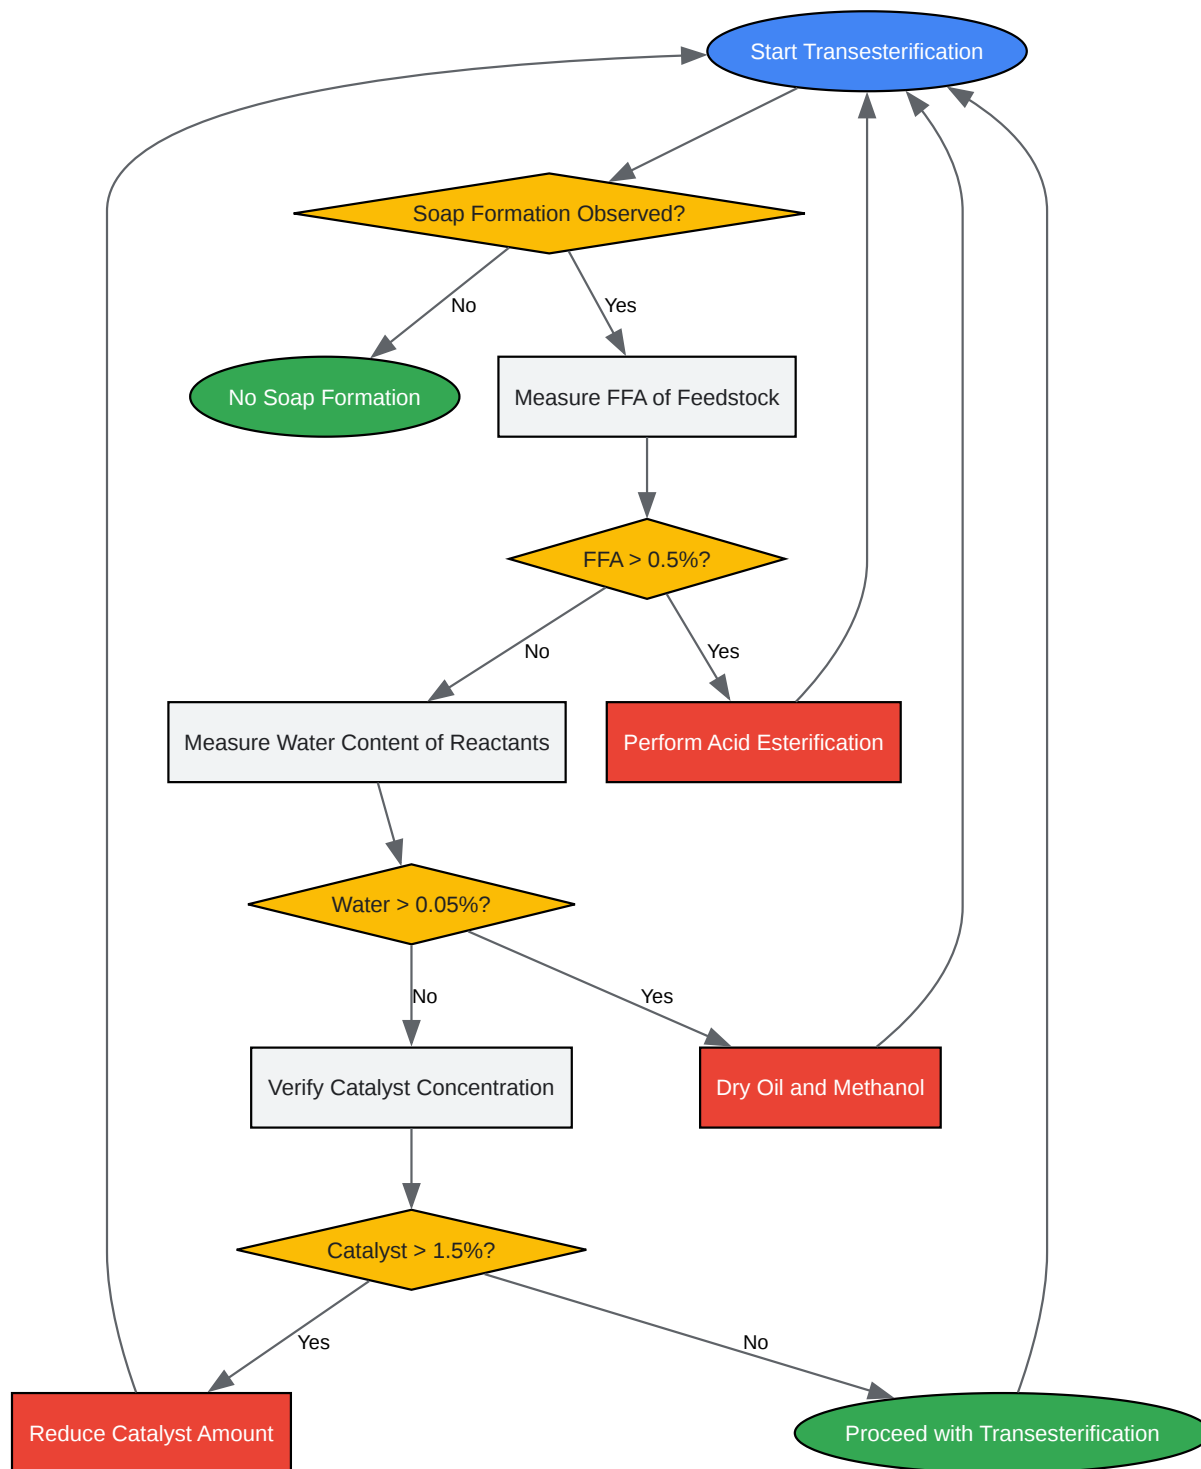 Start Transesterification
Soap Formation Observed?
No
Yes
No Soap Formation
Measure FFA of Feedstock
FFA > 0.5%?
No
Yes
Measure Water Content of Reactants
Perform Acid Esterification
Water > 0.05%?
No
Yes
Verify Catalyst Concentration
Dry Oil and Methanol
Catalyst > 1.5%?
Yes
No
Reduce Catalyst Amount
Proceed with Transesterification